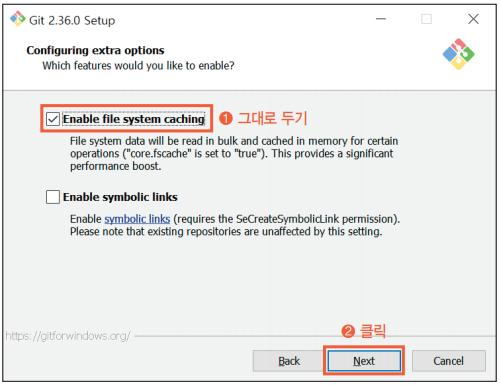 Git 2.36.0 Setup
Configuring extra options
Which features would you like to enable?
Enable file system caching ❶ 그대로 두기
File system data will be read in bulk and cached in memory for certain
operations ("core.fscache" is set to "true"). This provides a significant
performance boost.
Enable symbolic links
Enable symbolic links (requires the SeCreateSymbolicLink permission).
Please note that existing repositories are unaffected by this setting.
❷ 클릭
https://gitforwindows.org/
Back Next Cancel